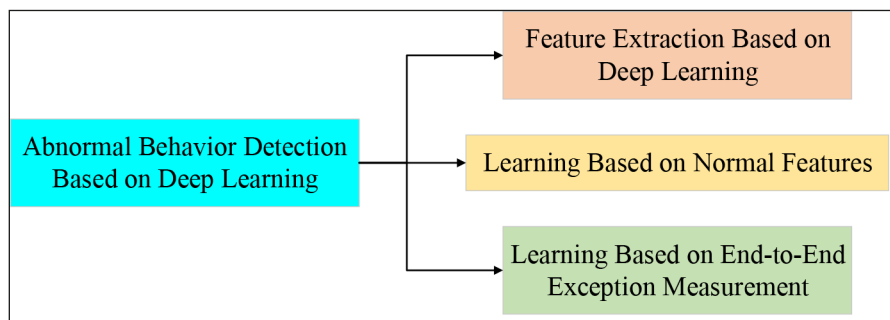 Feature Extraction Based on
Deep Learning
Abnormal Behavior Detection
Based on Deep Learning
Learning Based on Normal Features
Learning Based on End-to-End
Exception Measurement